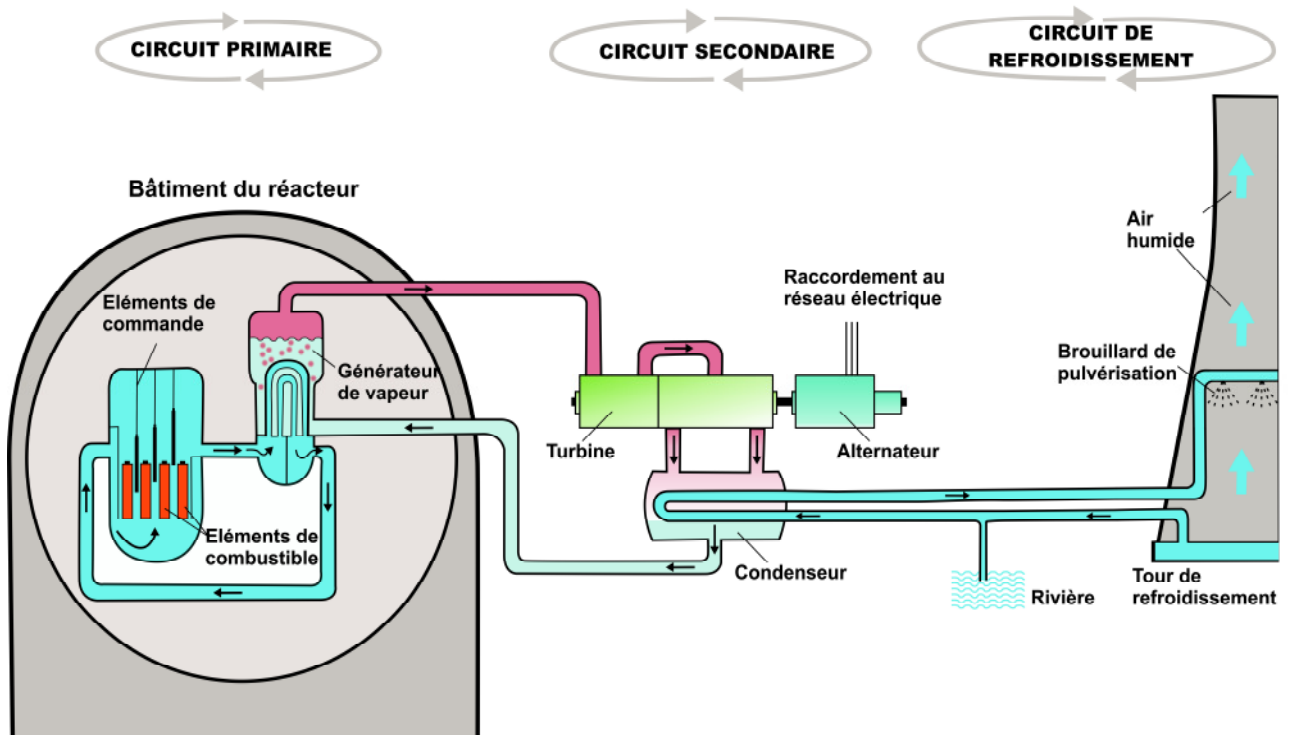 CIRCUIT PRIMAIRE
CIRCUIT SECONDAIRE
CIRCUIT DE
REFROIDISSEMENT
Bâtiment du réacteur
Eléments de
commande
Générateur
de vapeur
Eléments de
combustible
Raccordement au
réseau électrique
Turbine
Alternateur
Condenseur
Air
humide
Brouillard de
pulvérisation
Rivière
Tour de
refroidissement